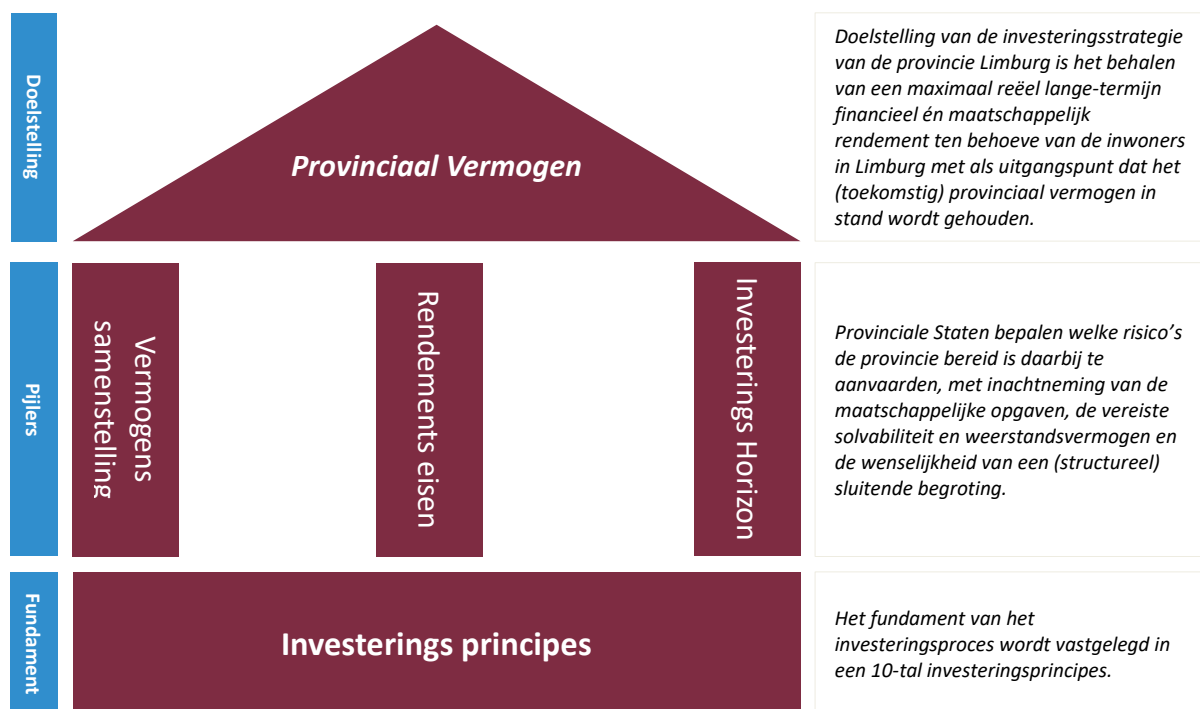 Doelstelling
Provinciaal Vermogen
Doelstelling van de investeringsstrategie
van de provincie Limburg is het behalen
van een maximaal reëel lange-termijn
financieel én maatschappelijk
rendement ten behoeve van de inwoners
in Limburg met als uitgangspunt dat het
(toekomstig) provinciaal vermogen in
stand wordt gehouden.
Pijlers
Vermogens
samenstelling
Rendements eisen
Investerings Horizon
Provinciale Staten bepalen welke risico’s
de provincie bereid is daarbij te
aanvaarden, met inachtneming van de
maatschappelijke opgaven, de vereiste
solvabiliteit en weerstandsvermogen en
de wenselijkheid van een (structureel)
sluitende begroting.
Fundament
Investerings principes
Het fundament van het
investeringsproces wordt vastgelegd in
een 10-tal investeringsprincipes.